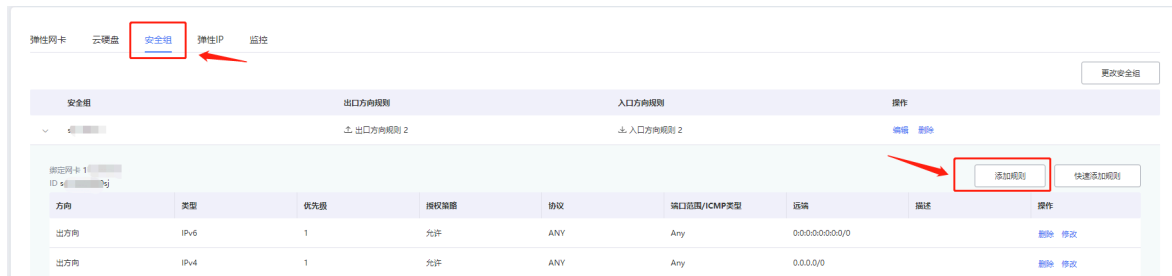 弹性网卡 云硬盘 安全组 弹性IP 监控
更改安全组
安全组 出口方向规则 入口方向规则 操作
出口方向规则 2 入口方向规则 2 编辑 删除
绑定网卡 1
ID s 9sj
添加规则 快速添加规则
方向 类型 优先级 授权策略 协议 端口范围/ICMP类型 远端 描述 操作
出方向 IPv6 1 允许 ANY Any 0:0:0:0:0:0:0:0/0 删除 修改
出方向 IPv4 1 允许 ANY Any 0.0.0.0/0 删除 修改